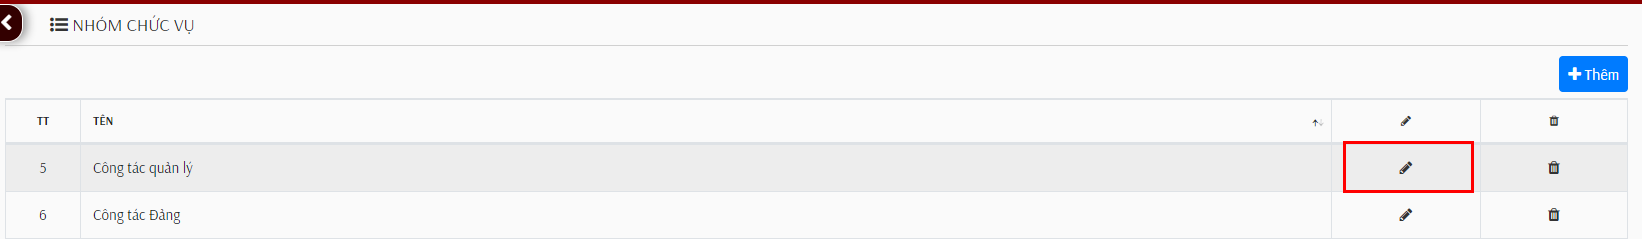 NHÓM CHỨC VỤ
Thêm
TT TÊN
5 Công tác quản lý
6 Công tác Đảng